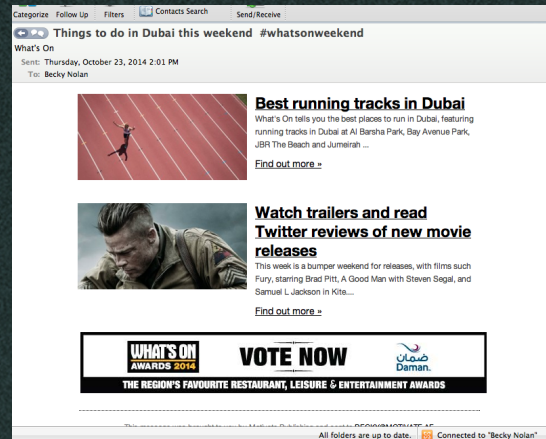 Categorize Follow Up Filters Contacts Search Send/Receive
Things to do in Dubai this weekend #whatsonweekend
What's On
Sent: Thursday, October 23, 2014 2:01 PM
To: Becky Nolan
Best running tracks in Dubai
What's On tells you the best places to run in Dubai, featuring
running tracks in Dubai at Al Barsha Park, Bay Avenue Park,
JBR The Beach and Jumeirah ...
Find out more »
Watch trailers and read
Twitter reviews of new movie
releases
This week is a bumper weekend for releases, with films such
Fury, starring Brad Pitt, A Good Man with Steven Segal, and
Samuel L Jackson in Kite....
Find out more »
WHAT'S ON
AWARDS 2014
VOTE NOW
ضمان
Daman.
THE REGION'S FAVOURITE RESTAURANT, LEISURE & ENTERTAINMENT AWARDS
All folders are up to date. Connected to "Becky Nolan"